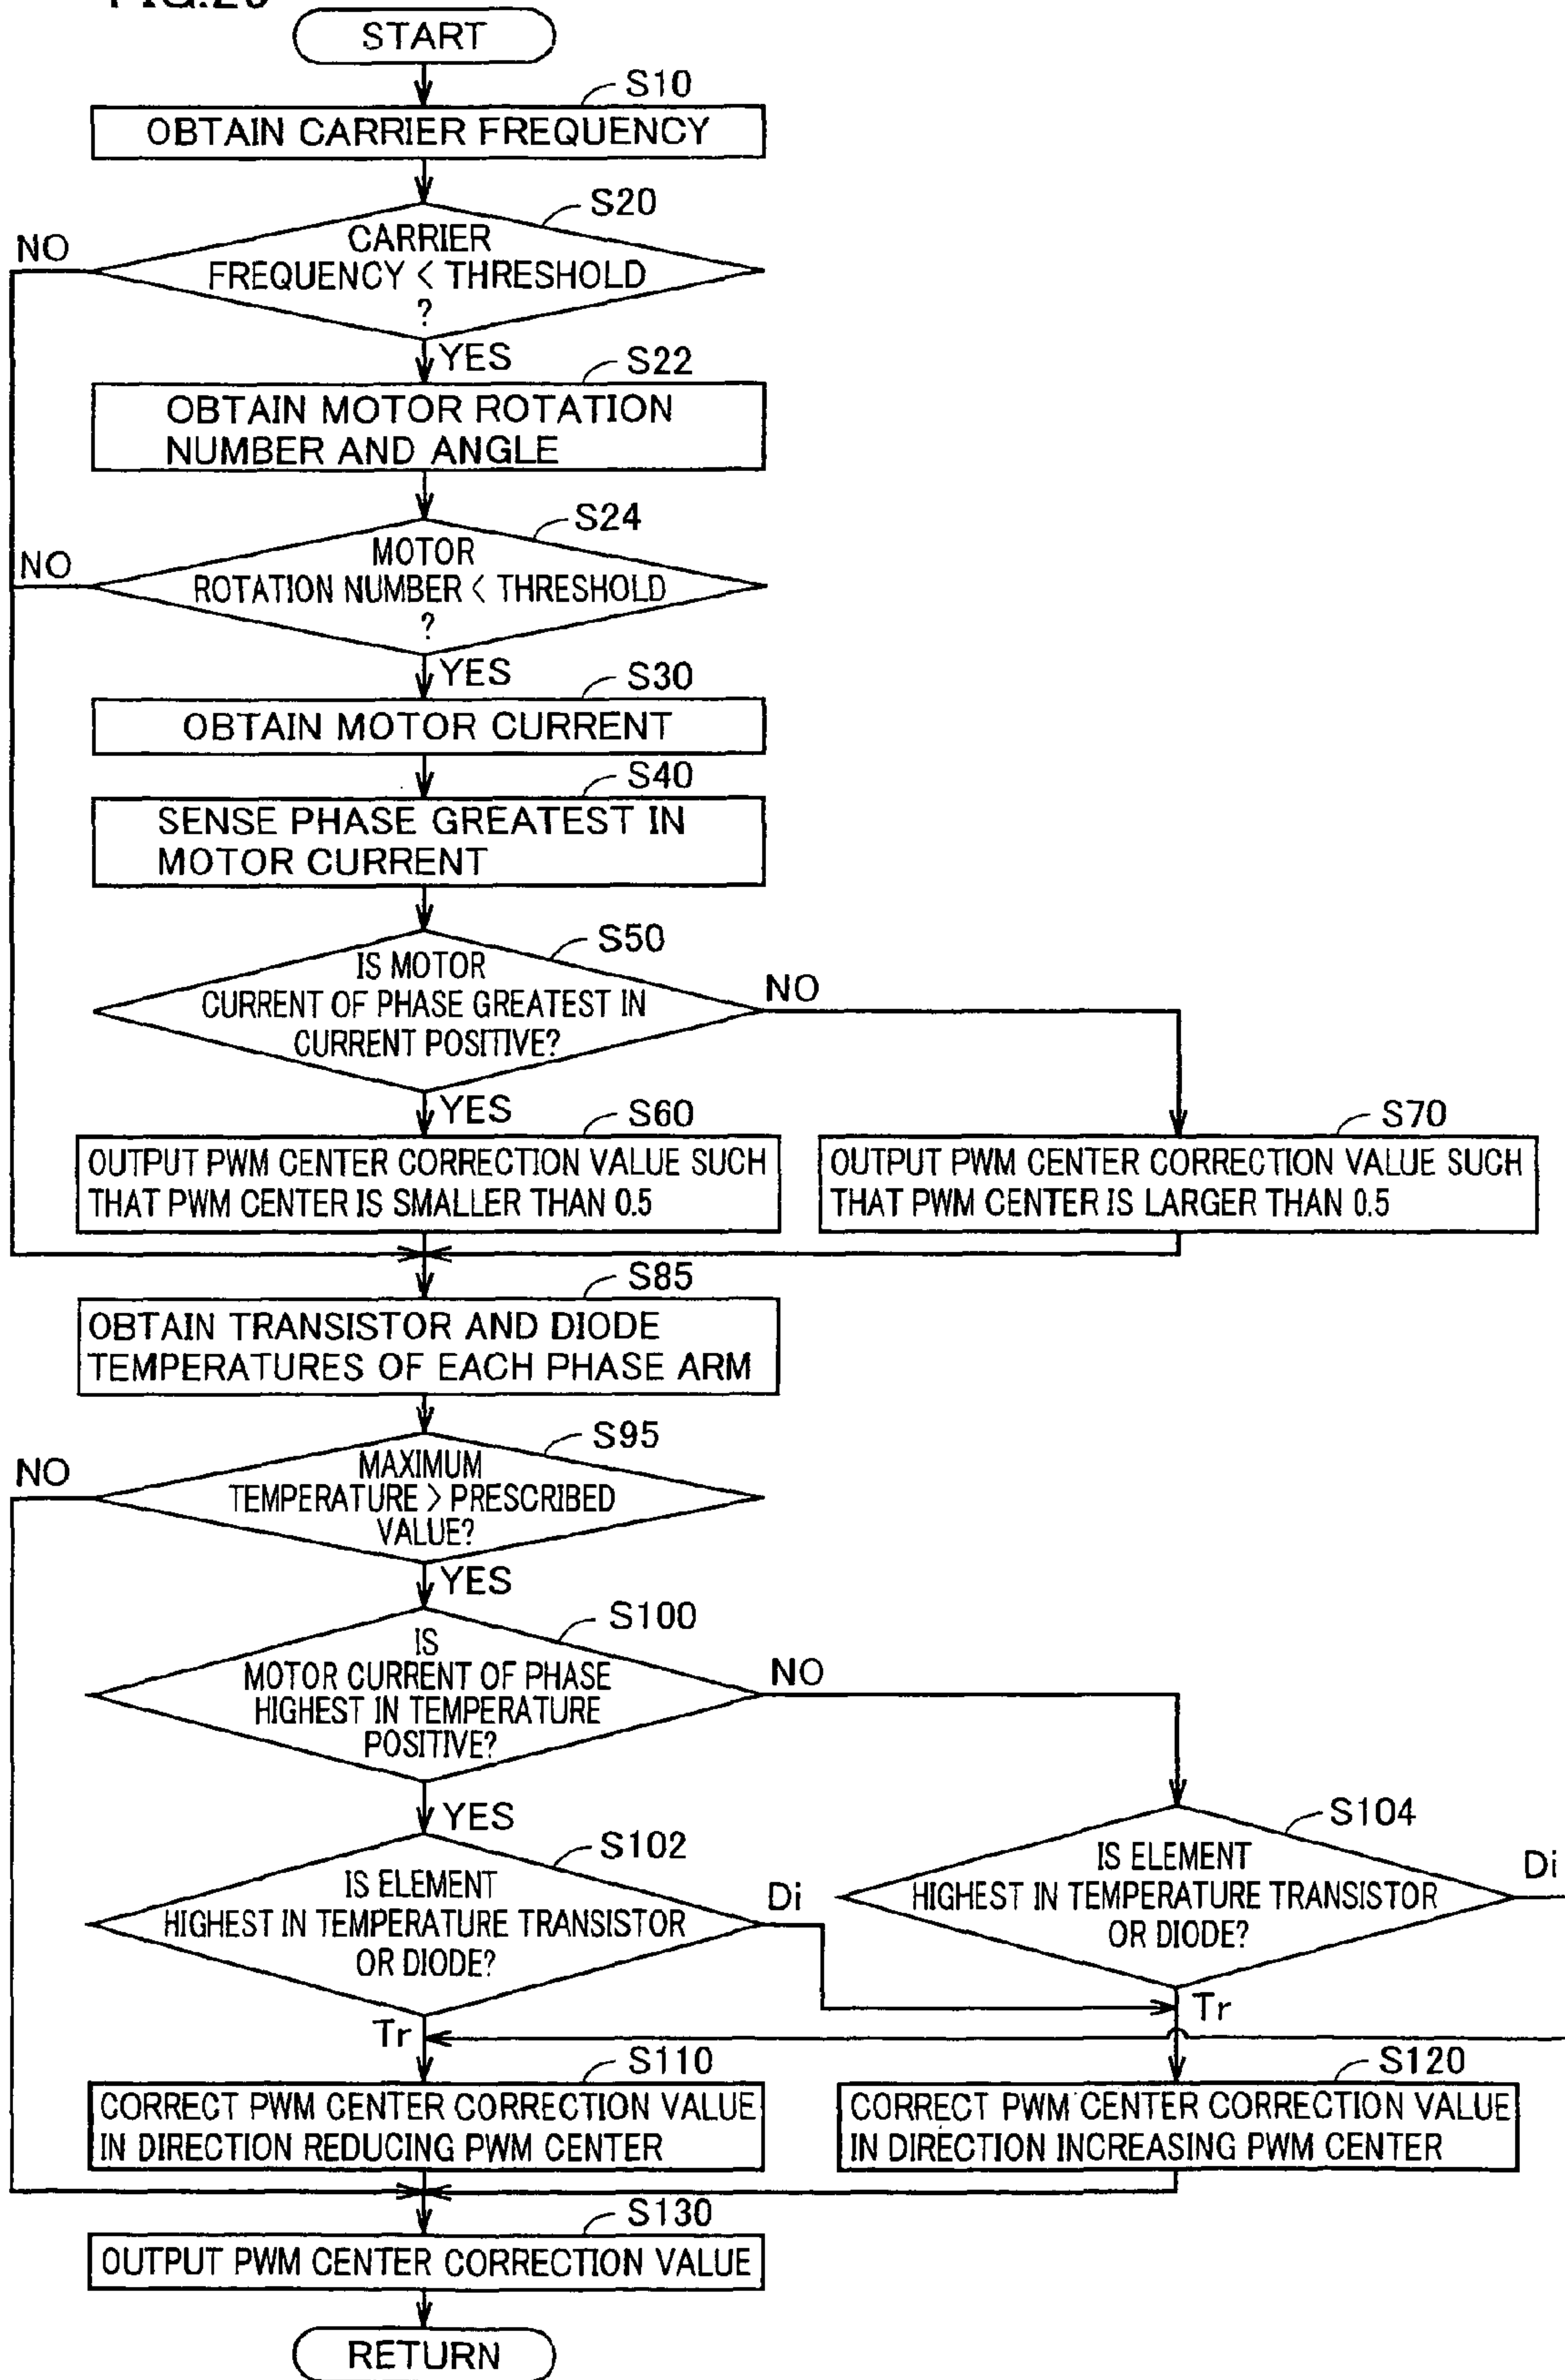 START
S10
OBTAIN CARRIER FREQUENCY
S20
CARRIER
FREQUENCY < THRESHOLD
?
NO
YES
S22
OBTAIN MOTOR ROTATION
NUMBER AND ANGLE
S24
MOTOR
ROTATION NUMBER < THRESHOLD
?
NO
YES
S30
OBTAIN MOTOR CURRENT
S40
SENSE PHASE GREATEST IN
MOTOR CURRENT
S50
IS MOTOR
CURRENT OF PHASE GREATEST IN
CURRENT POSITIVE?
NO
YES
S60
OUTPUT PWM CENTER CORRECTION VALUE SUCH
THAT PWM CENTER IS SMALLER THAN 0.5
S70
OUTPUT PWM CENTER CORRECTION VALUE SUCH
THAT PWM CENTER IS LARGER THAN 0.5
S85
OBTAIN TRANSISTOR AND DIODE
TEMPERATURES OF EACH PHASE ARM
S95
MAXIMUM
TEMPERATURE > PRESCRIBED
VALUE?
NO
YES
S100
IS
MOTOR CURRENT OF PHASE
HIGHEST IN TEMPERATURE
POSITIVE?
NO
YES
S102
IS ELEMENT
HIGHEST IN TEMPERATURE TRANSISTOR
OR DIODE?
Di
Tr
S104
IS ELEMENT
HIGHEST IN TEMPERATURE TRANSISTOR
OR DIODE?
Di
Tr
S110
CORRECT PWM CENTER CORRECTION VALUE
IN DIRECTION REDUCING PWM CENTER
S120
CORRECT PWM CENTER CORRECTION VALUE
IN DIRECTION INCREASING PWM CENTER
S130
OUTPUT PWM CENTER CORRECTION VALUE
RETURN